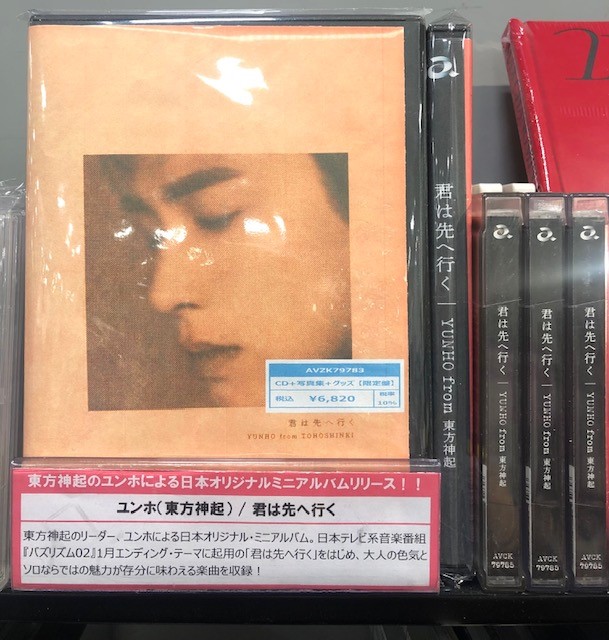 AVZK79783
CD+写真集+グッズ【限定盤】
税込 ¥6,820 税率 10%
君は先へ行く
YUNHO from TOHOSHINKI
東方神起のユンホによる日本オリジナルミニアルバムリリース！！
ユンホ(東方神起) / 君は先へ行く
東方神起のリーダー、ユンホによる日本オリジナル・ミニアルバム。日本テレビ系音楽番組
『バズリズム02』1月エンディング・テーマに起用の「君は先へ行く」をはじめ、大人の色気と
ソロならではの魅力が存分に味わえる楽曲を収録！
a
君は先へ行く｜YUNHO from 東方神起
a
君は先へ行く｜YUNHO from 東方神起
AVCK
79785
a
君は先へ行く｜YUNHO from 東方神起
AVCK
79785
a
君は先へ行く｜YUNHO from 東方神起
AVCK
79785